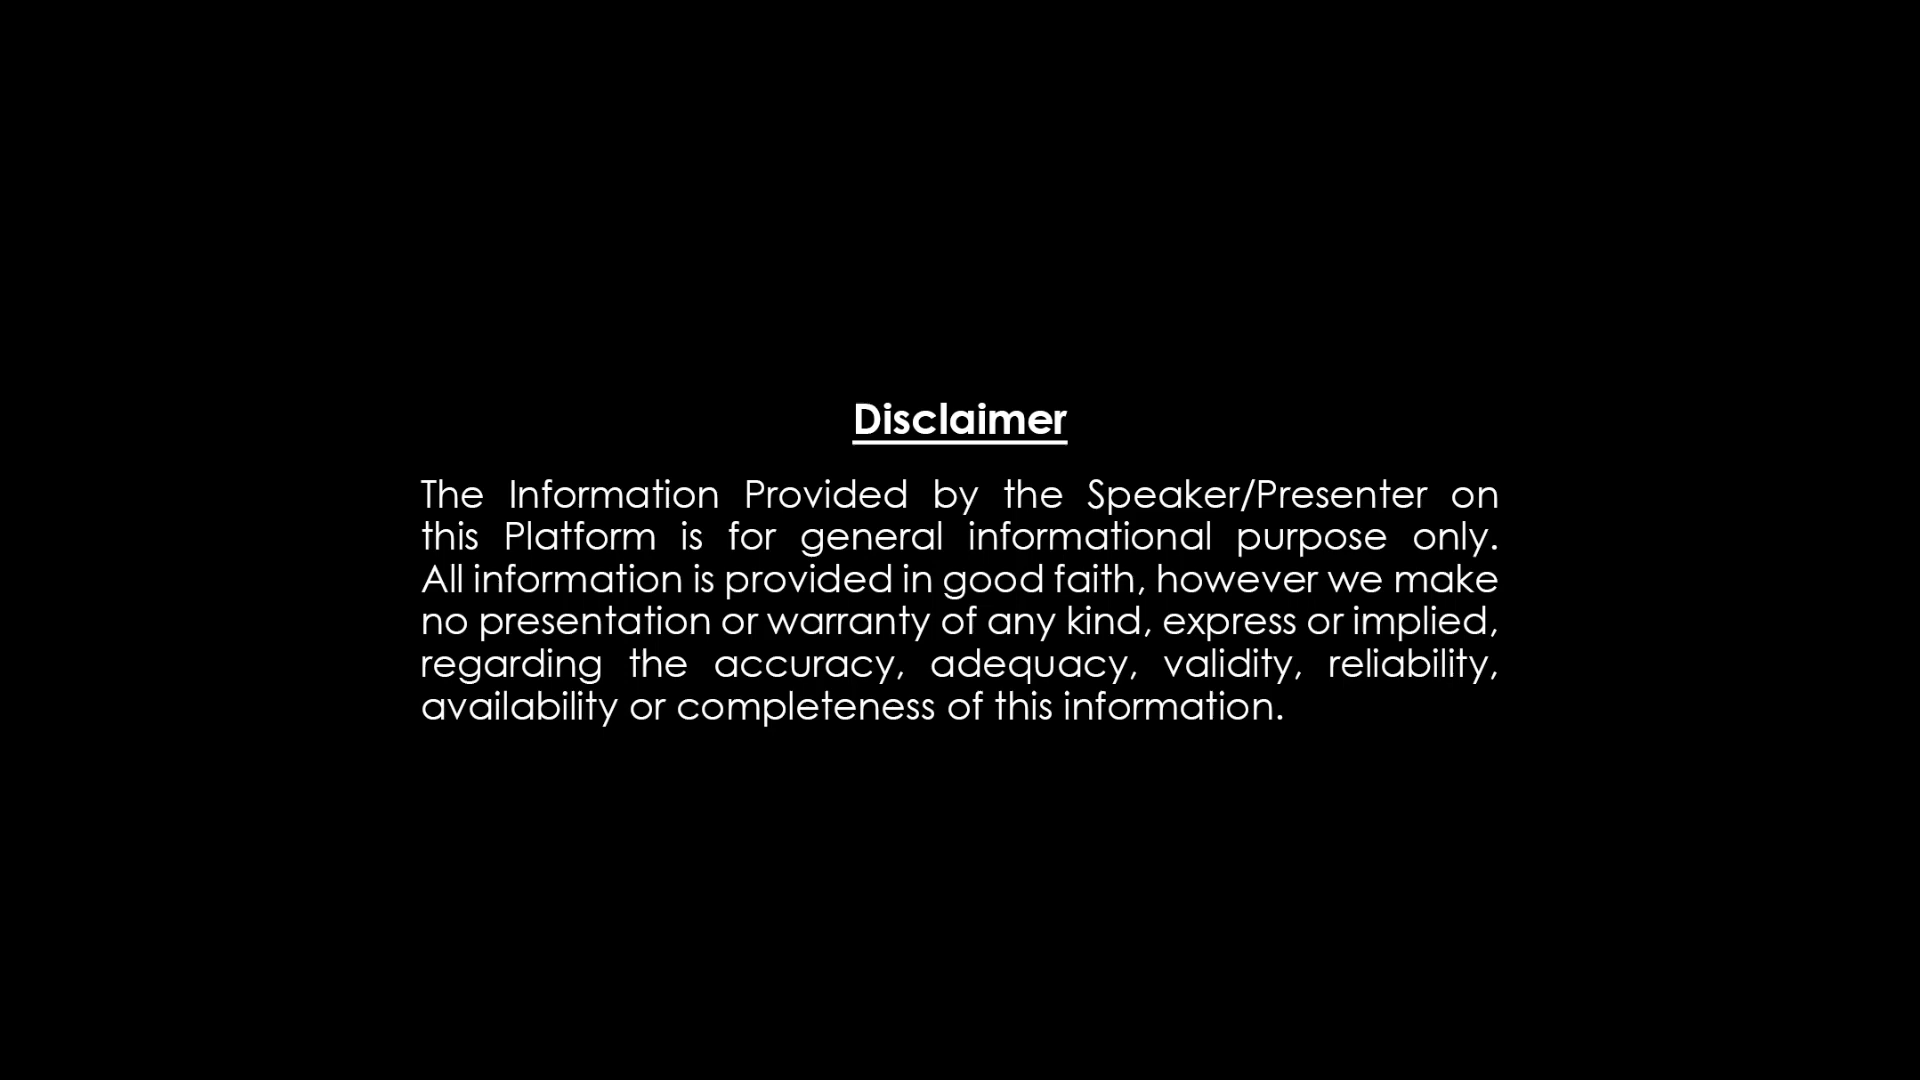 Disclaimer
The Information Provided by the Speaker/Presenter on
this Platform is for general informational purpose only.
All information is provided in good faith, however we make
no presentation or warranty of any kind, express or implied,
regarding the accuracy, adequacy, validity, reliability,
availability or completeness of this information.